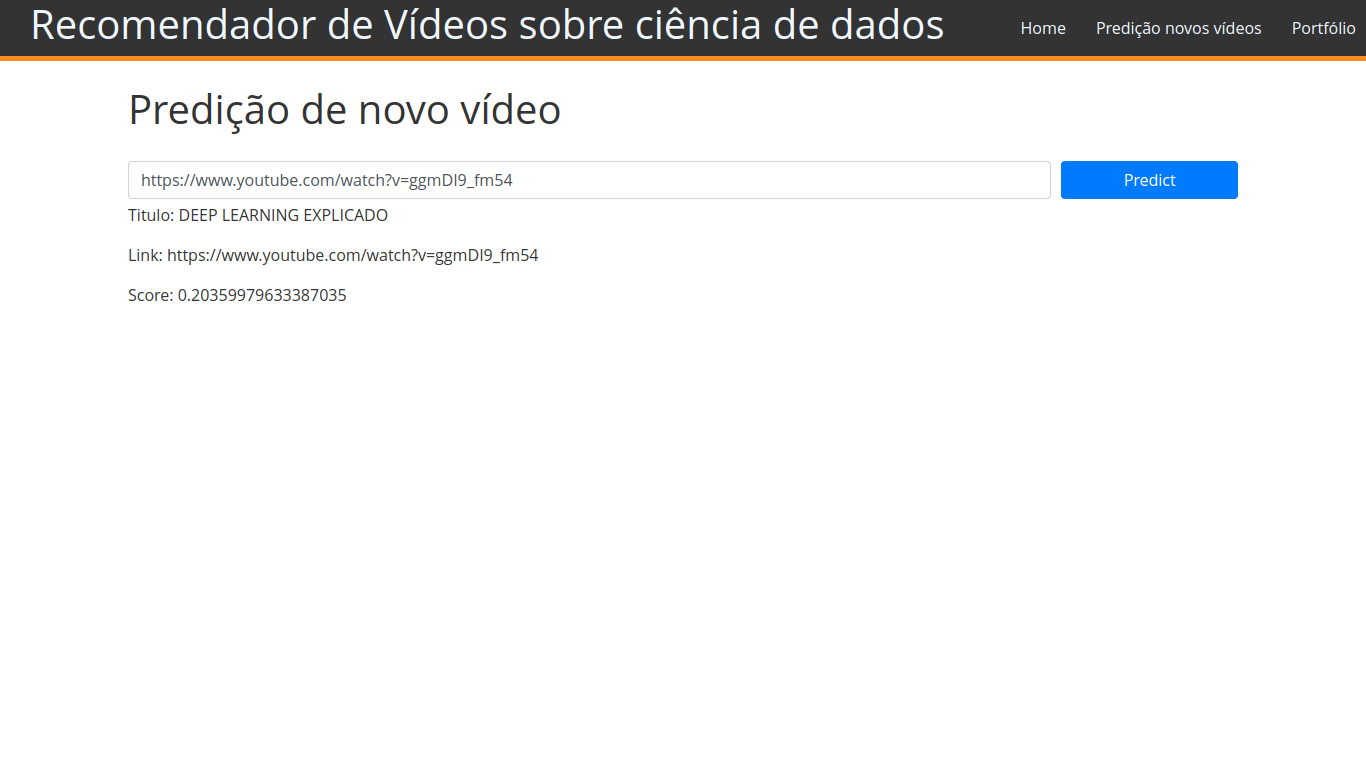 Recomendador de Vídeos sobre ciência de dados
Home Predição novos vídeos Portfólio
Predição de novo vídeo
https://www.youtube.com/watch?v=ggmDI9_fm54
Predict
Titulo: DEEP LEARNING EXPLICADO
Link: https://www.youtube.com/watch?v=ggmDI9_fm54
Score: 0.20359979633387035